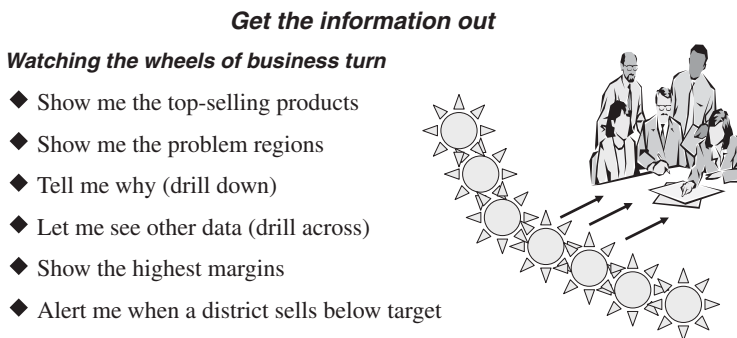 Get the information out
Watching the wheels of business turn
◆ Show me the top-selling products
◆ Show me the problem regions
◆ Tell me why (drill down)
◆ Let me see other data (drill across)
◆ Show the highest margins
◆ Alert me when a district sells below target